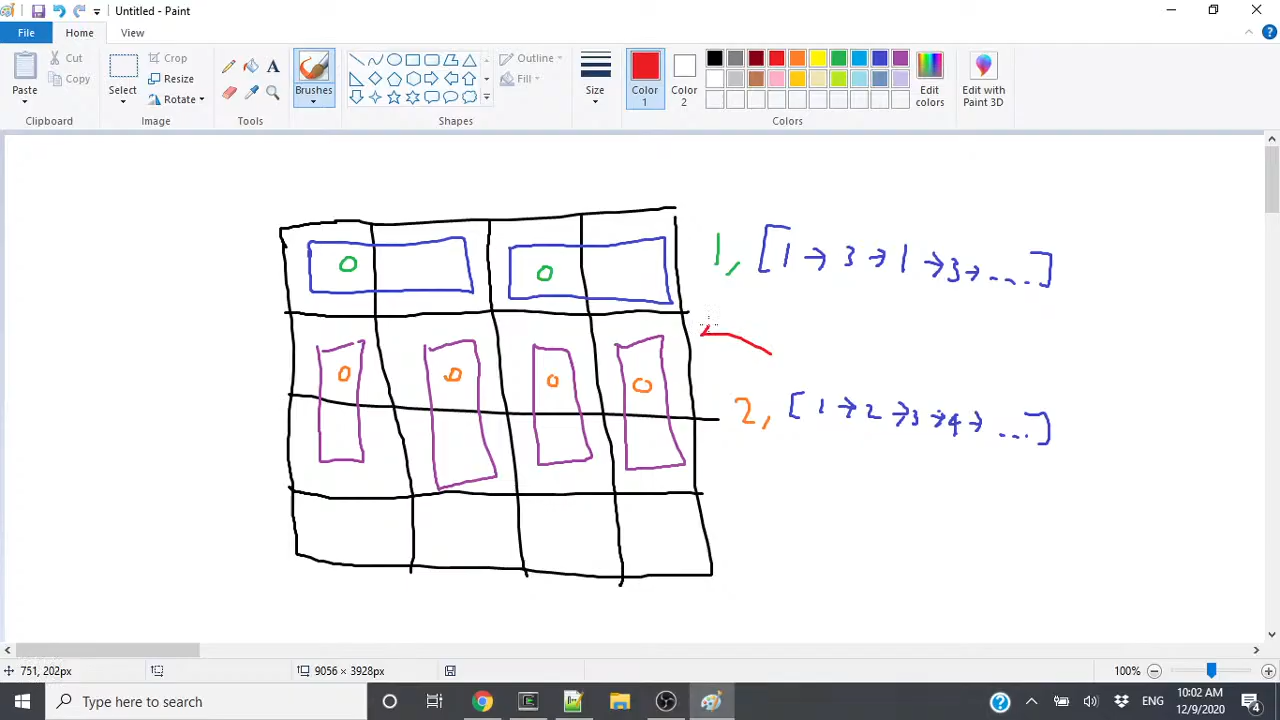 Untitled - Paint
File Home View
Paste Cut Copy
Clipboard
Select Crop Resize Rotate
Image
Tools
Brushes
Shapes
Outline
Fill
Size
Color 1
Color 2
Edit colors
Colors
Edit with Paint 3D
0 0
1, [1 → 3 → 1 → 3 → ....]
0 0 0 0
2, [1 → 2 → 3 → 4 → ...]
751, 202px
9056 × 3928px
100%
Type here to search
ENG
10:02 AM
12/9/2020
4